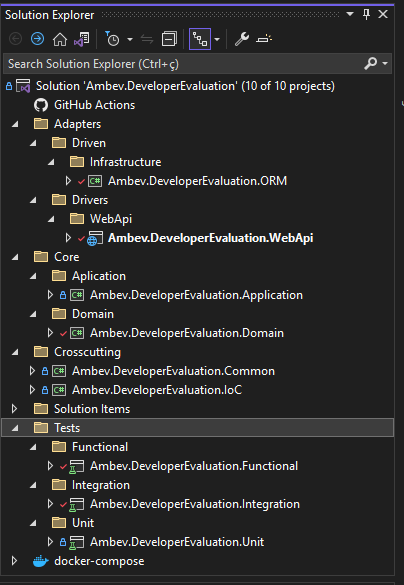 Solution Explorer
Search Solution Explorer (Ctrl+ç)
Solution 'Ambev.DeveloperEvaluation' (10 of 10 projects)
GitHub Actions
Adapters
Driven
Infrastructure
C# Ambev.DeveloperEvaluation.ORM
Drivers
WebApi
Ambev.DeveloperEvaluation.WebApi
Core
Aplication
C# Ambev.DeveloperEvaluation.Application
Domain
C# Ambev.DeveloperEvaluation.Domain
Crosscutting
C# Ambev.DeveloperEvaluation.Common
C# Ambev.DeveloperEvaluation.IoC
Solution Items
Tests
Functional
Ambev.DeveloperEvaluation.Functional
Integration
Ambev.DeveloperEvaluation.Integration
Unit
Ambev.DeveloperEvaluation.Unit
docker-compose